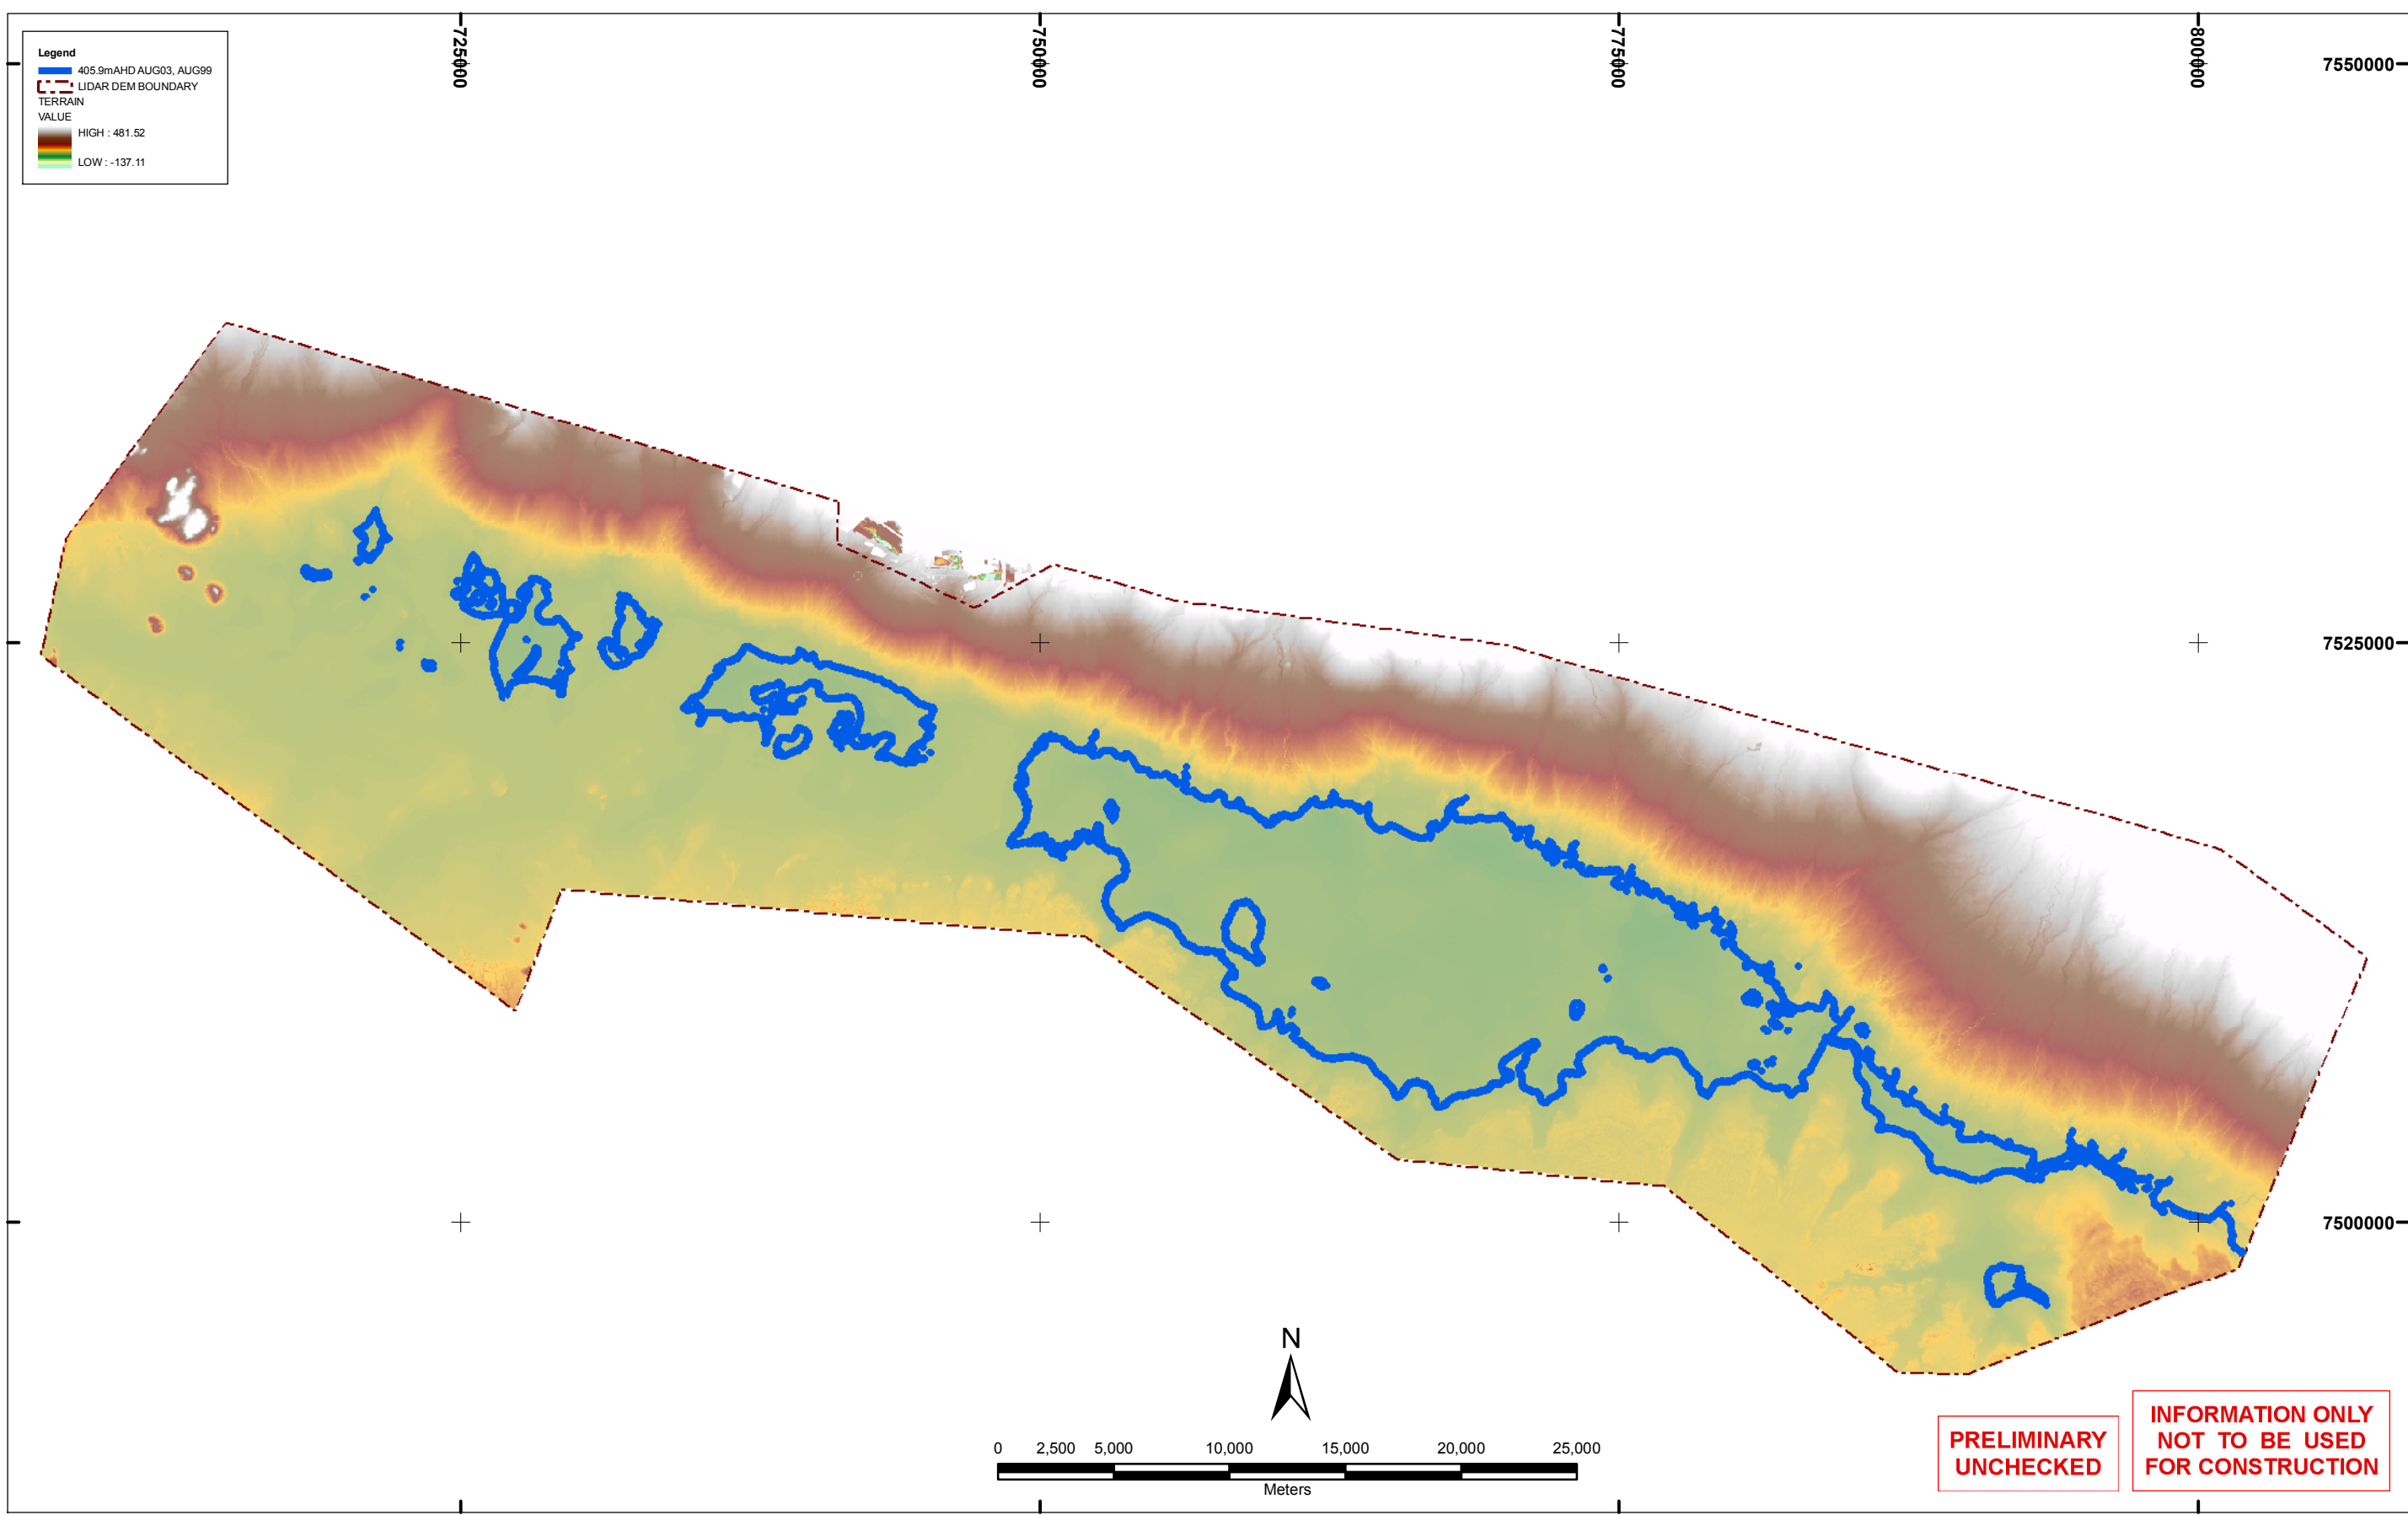 725000
750000
775000
800000
Legend
405.9mAHD AUG03, AUG99
LIDAR DEM BOUNDARY
TERRAIN
VALUE
HIGH : 481.52
LOW : -137.11
7550000
7525000
7500000
N
0 2,500 5,000 10,000 15,000 20,000 25,000
Meters
PRELIMINARY
UNCHECKED
INFORMATION ONLY
NOT TO BE USED
FOR CONSTRUCTION